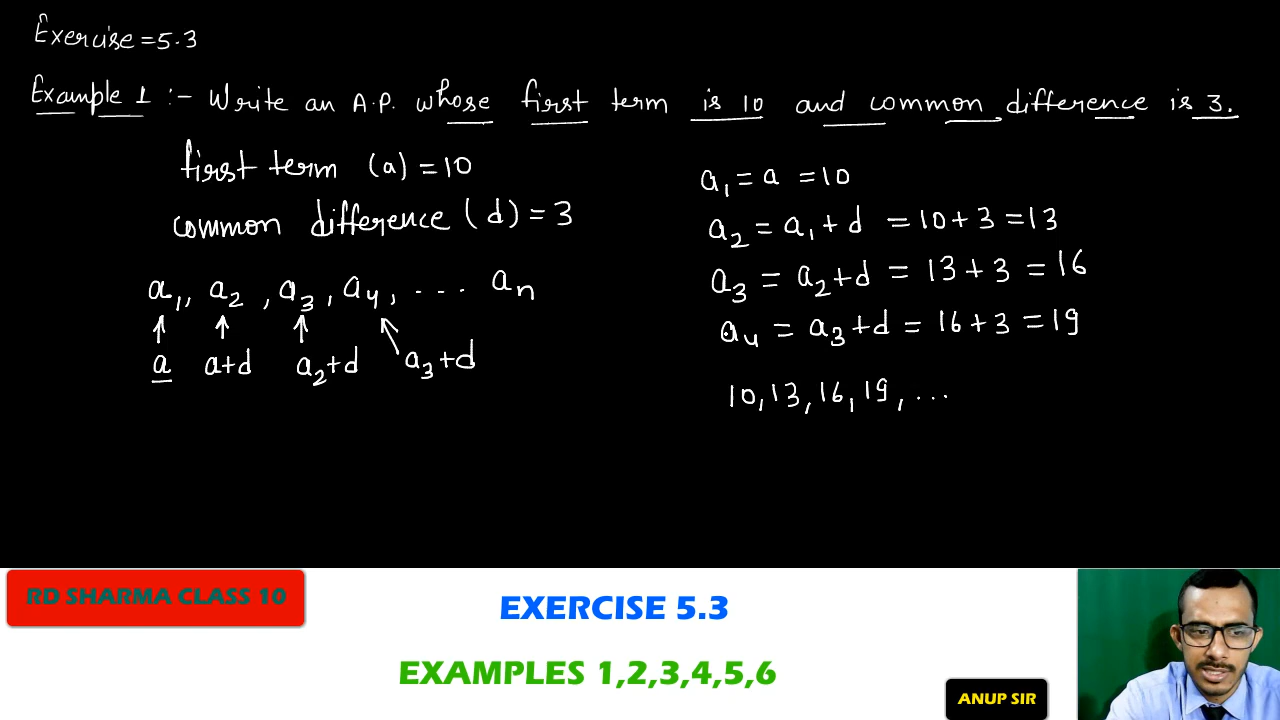 Exercise = 5.3
Example 1 :- Write an A.P. whose first term is 10 and common difference is 3.
first term (a) = 10
common difference (d) = 3
a₁, a₂, a₃, a₄, ... aₙ
↑ ↑ ↑ ↖
a a+d a₂+d a₃+d
a₁ = a = 10
a₂ = a₁+d = 10+3 = 13
a₃ = a₂+d = 13+3 = 16
a₄ = a₃+d = 16+3 = 19
10, 13, 16, 19, ...
RD SHARMA CLASS 10
EXERCISE 5.3
EXAMPLES 1,2,3,4,5,6
ANUP SIR